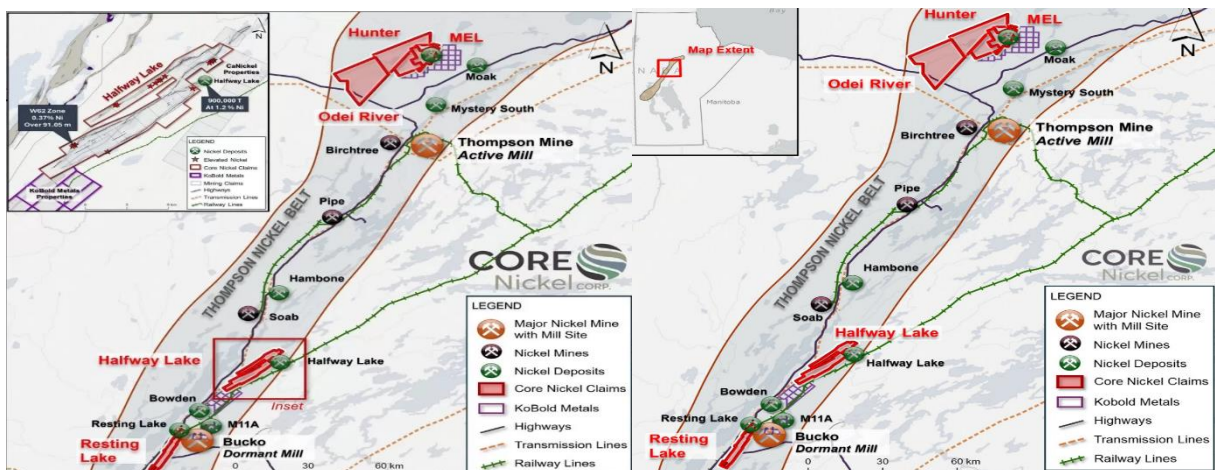 Halfway Lake
CaNickel
Properties
Halfway Lake
W62 Zone
0.37% Ni
Over 91.05 m
900,000 T
At 1.2 % Ni
KoBold Metals
Properties
LEGEND
Nickel Deposits
Elevated Nickel
Core Nickel Claims
KoBold Metals
Mining Claims
Highways
Transmission Lines
Railway Lines
N
Hunter
MEL
Moak
N
Odei River
Mystery South
Birchtree
Thompson Mine
Active Mill
Pipe
THOMPSON NICKEL BELT
Hambone
Soab
CORE
Nickel CORP.
Halfway Lake
Halfway Lake
Inset
Bowden
Resting Lake
M11A
Resting
Lake
Bucko
Dormant Mill
0
30
60 km
LEGEND
Major Nickel Mine
with Mill Site
Nickel Mines
Nickel Deposits
Core Nickel Claims
KoBold Metals
Highways
Transmission Lines
Railway Lines
Bay
Map Extent
N A
Manitoba
Hunter
MEL
Moak
N
Odei River
Mystery South
Birchtree
Thompson Mine
Active Mill
Pipe
THOMPSON NICKEL BELT
Hambone
Soab
CORE
Nickel CORP.
Halfway Lake
Halfway Lake
Bowden
Resting Lake
M11A
Resting
Lake
Bucko
Dormant Mill
0
30
60 km
LEGEND
Major Nickel Mine
with Mill Site
Nickel Mines
Nickel Deposits
Core Nickel Claims
Kobold Metals
Highways
Transmission Lines
Railway Lines